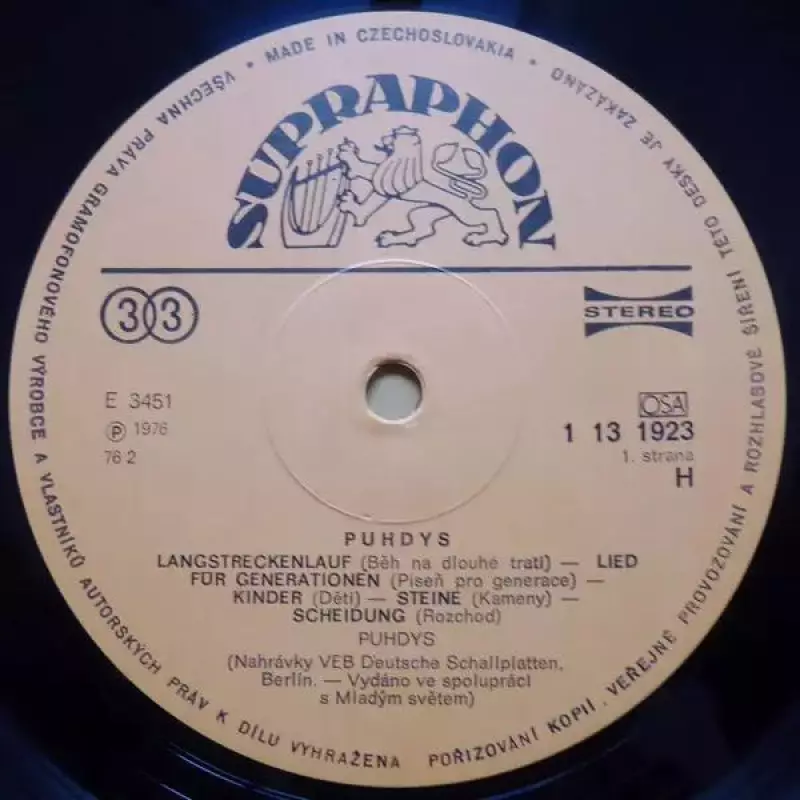 MADE IN CZECHOSLOVAKIA • VŠECHNA PRÁVA GRAMOFONOVÉHO VÝROBCE A VLASTNÍKŮ AUTORSKÝCH PRÁV K DÍLU VYHRAŽENA. POŘIZOVÁNÍ KOPIÍ, VEŘEJNÉ PROVOZOVÁNÍ A ROZHLASOVÉ ŠÍŘENÍ TÉTO DESKY JE ZAKÁZÁNO •
SUPRAPHON
33
STEREO
E 3451
Ⓟ 1976
76 2
OSA
1 13 1923
1. strana
H
PUHDYS
LANGSTRECKENLAUF (Běh na dlouhé trati) — LIED
FÜR GENERATIONEN (Píseň pro generace) —
KINDER (Děti) — STEINE (Kameny) —
SCHEIDUNG (Rozchod)
PUHDYS
(Nahrávky VEB Deutsche Schallplatten,
Berlín. — Vydáno ve spolupráci
s Mladým světem)